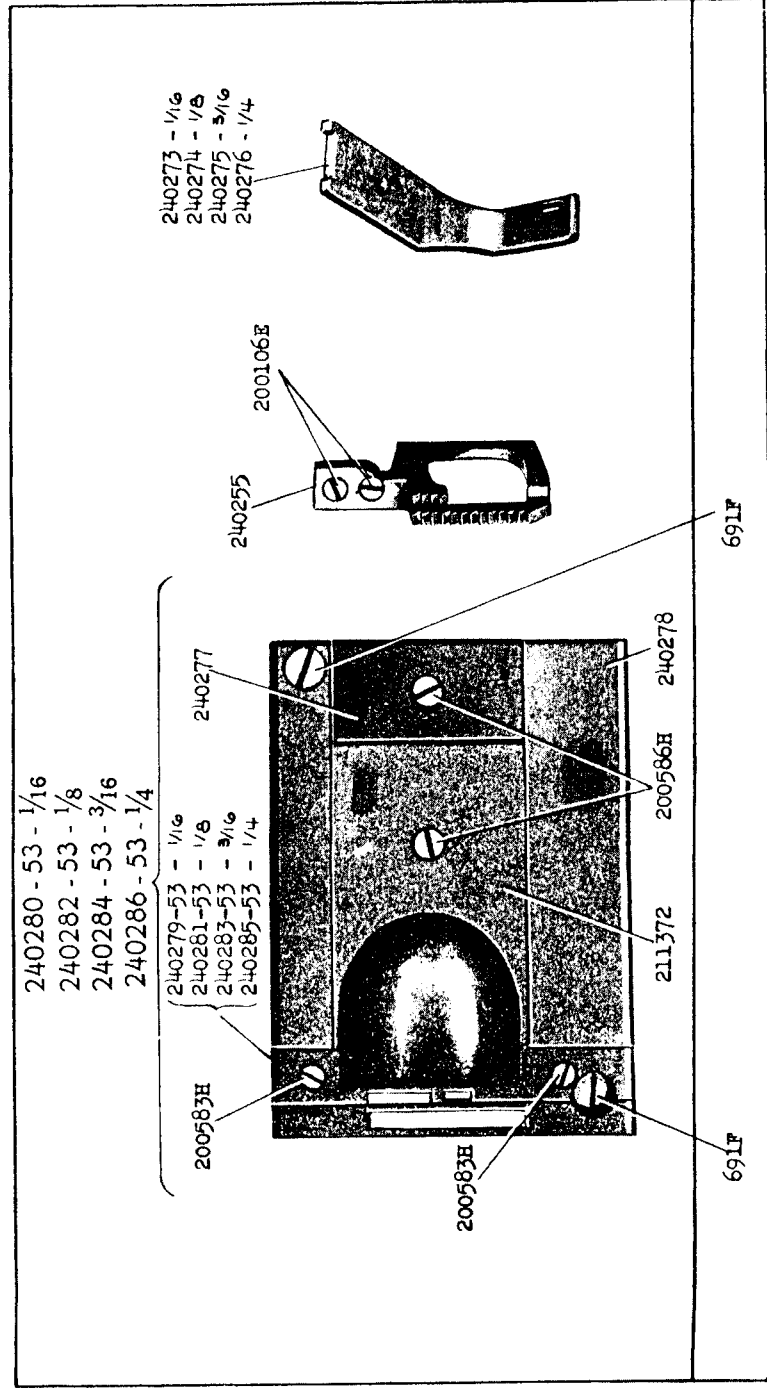 240280 - 53 - 1/16
240282 - 53 - 1/8
240284 - 53 - 3/16
240286 - 53 - 1/4
200583H
240279-53 - 1/16
240281-53 - 1/8
240283-53 - 3/16
240285-53 - 1/4
240277
240255
200106E
240273 - 1/16
240274 - 1/8
240275 - 3/16
240276 - 1/4
200583H
211372
200586H
240278
691F
691F